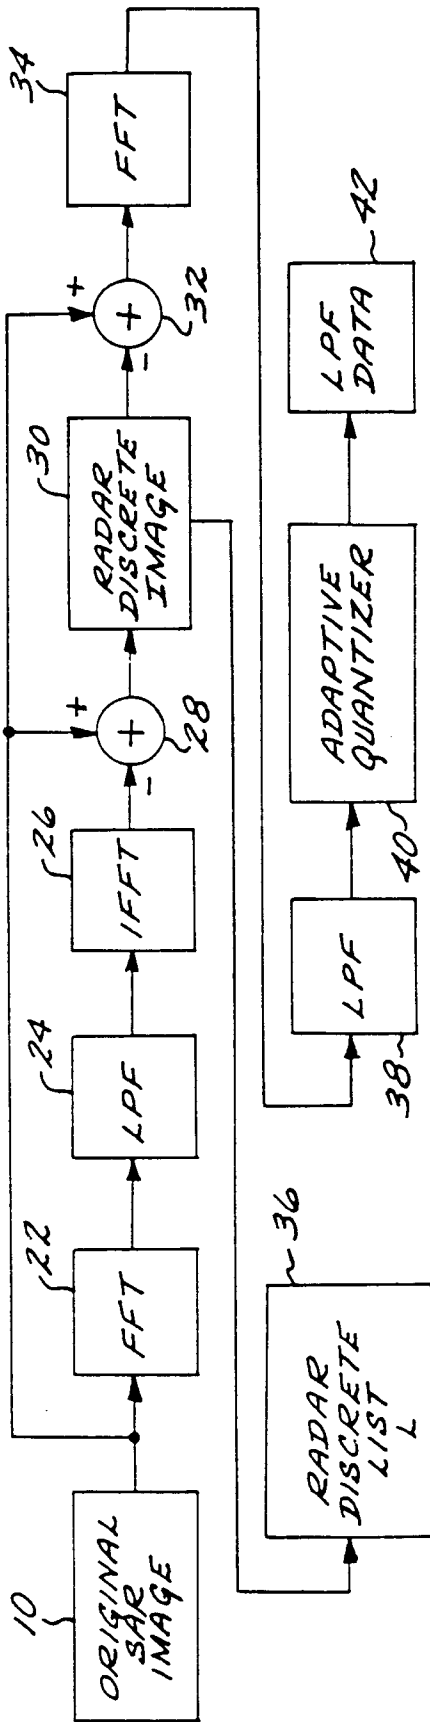 10
ORIGINAL
SAR
IMAGE
22
FFT
24
LPF
26
IFFT
+
+
-
28
30
RADAR
DISCRETE
IMAGE
+
+
-
32
34
FFT
36
RADAR
DISCRETE
LIST
L
38
LPF
40
ADAPTIVE
QUANTIZER
42
LPF
DATA